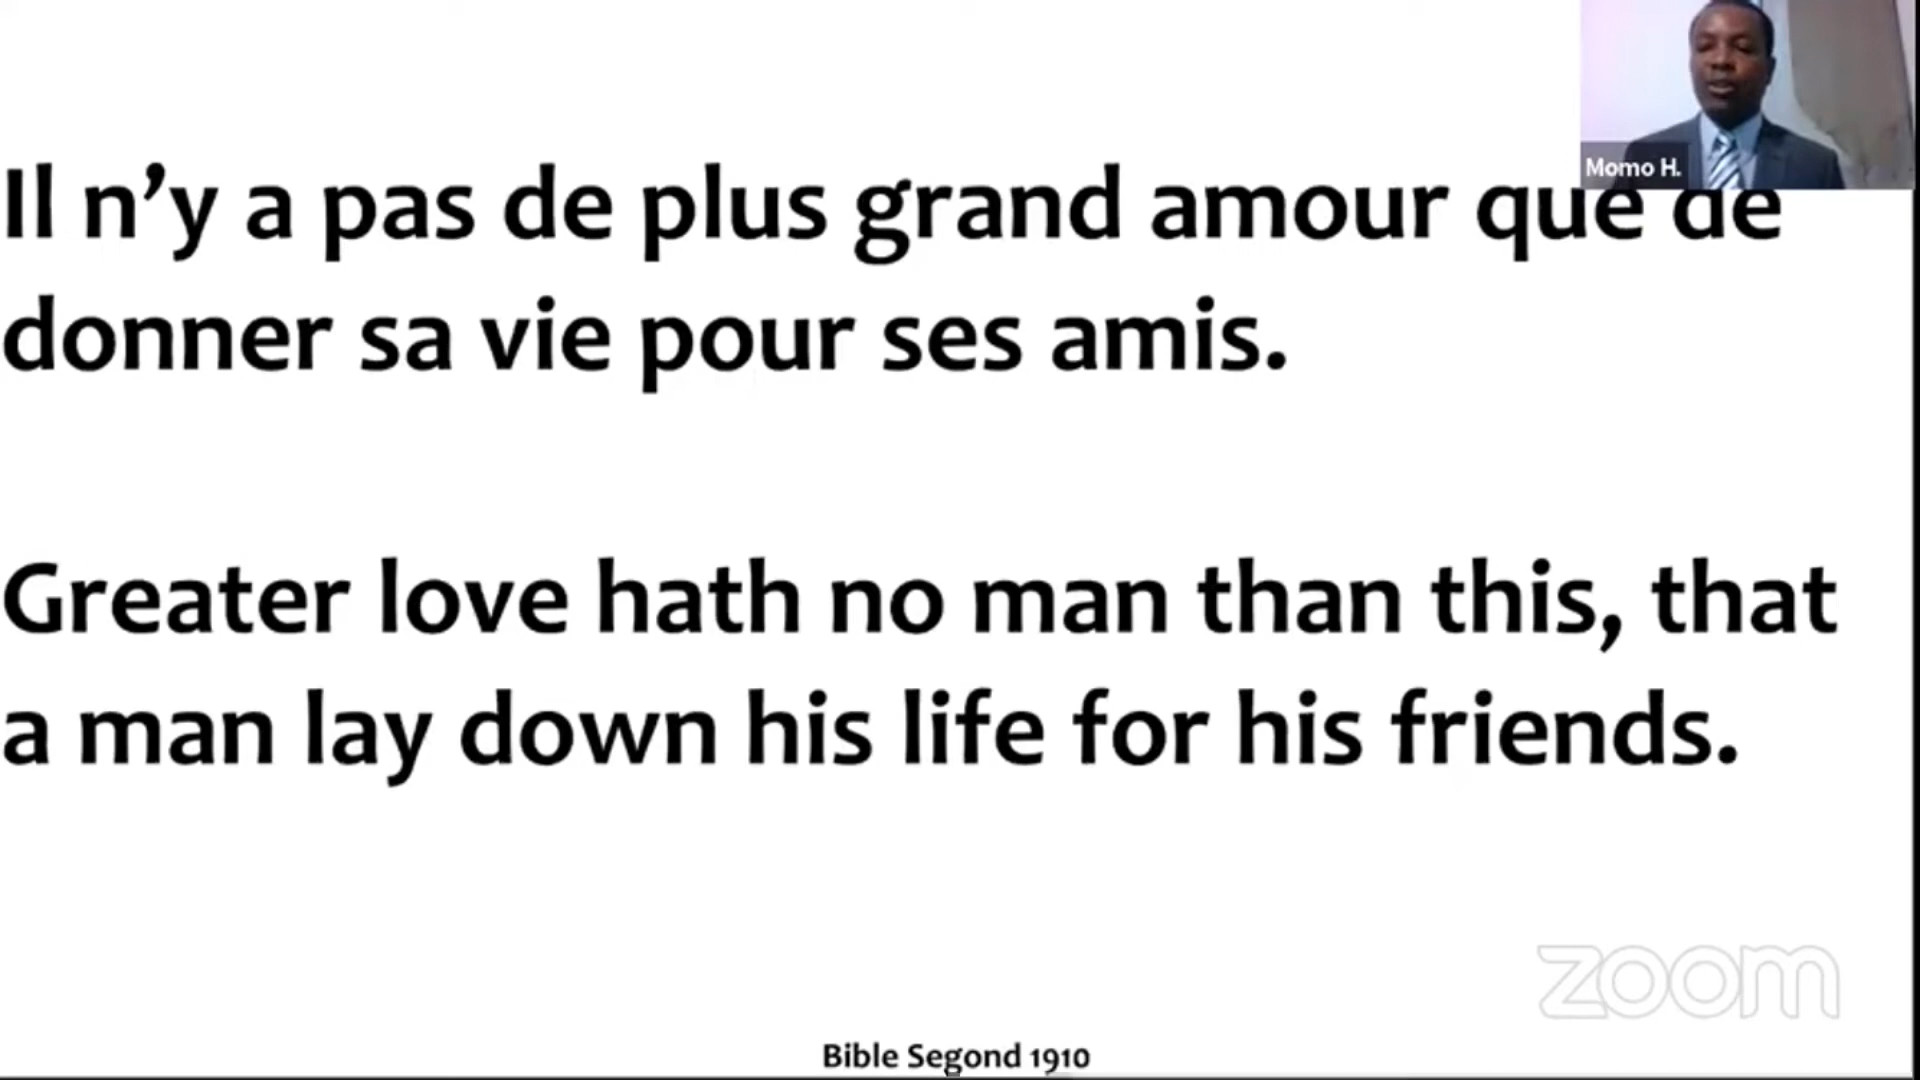 Momo H.
Il n’y a pas de plus grand amour que de
donner sa vie pour ses amis.
Greater love hath no man than this, that
a man lay down his life for his friends.
zoom
Bible Segond 1910